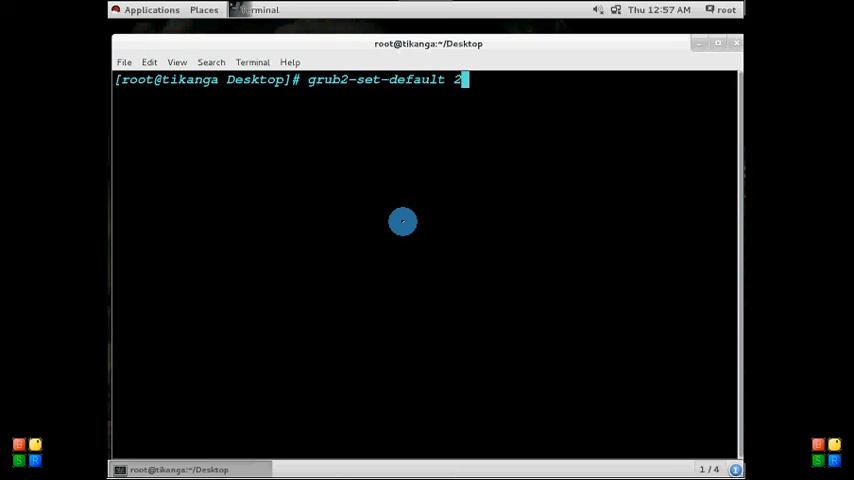 Applications Places Terminal Thu 12:57 AM root
root@tikanga:~/Desktop
File Edit View Search Terminal Help
[root@tikanga Desktop]# grub2-set-default 2
root@tikanga:~/Desktop 1 / 4 1
B
S R
B
S R